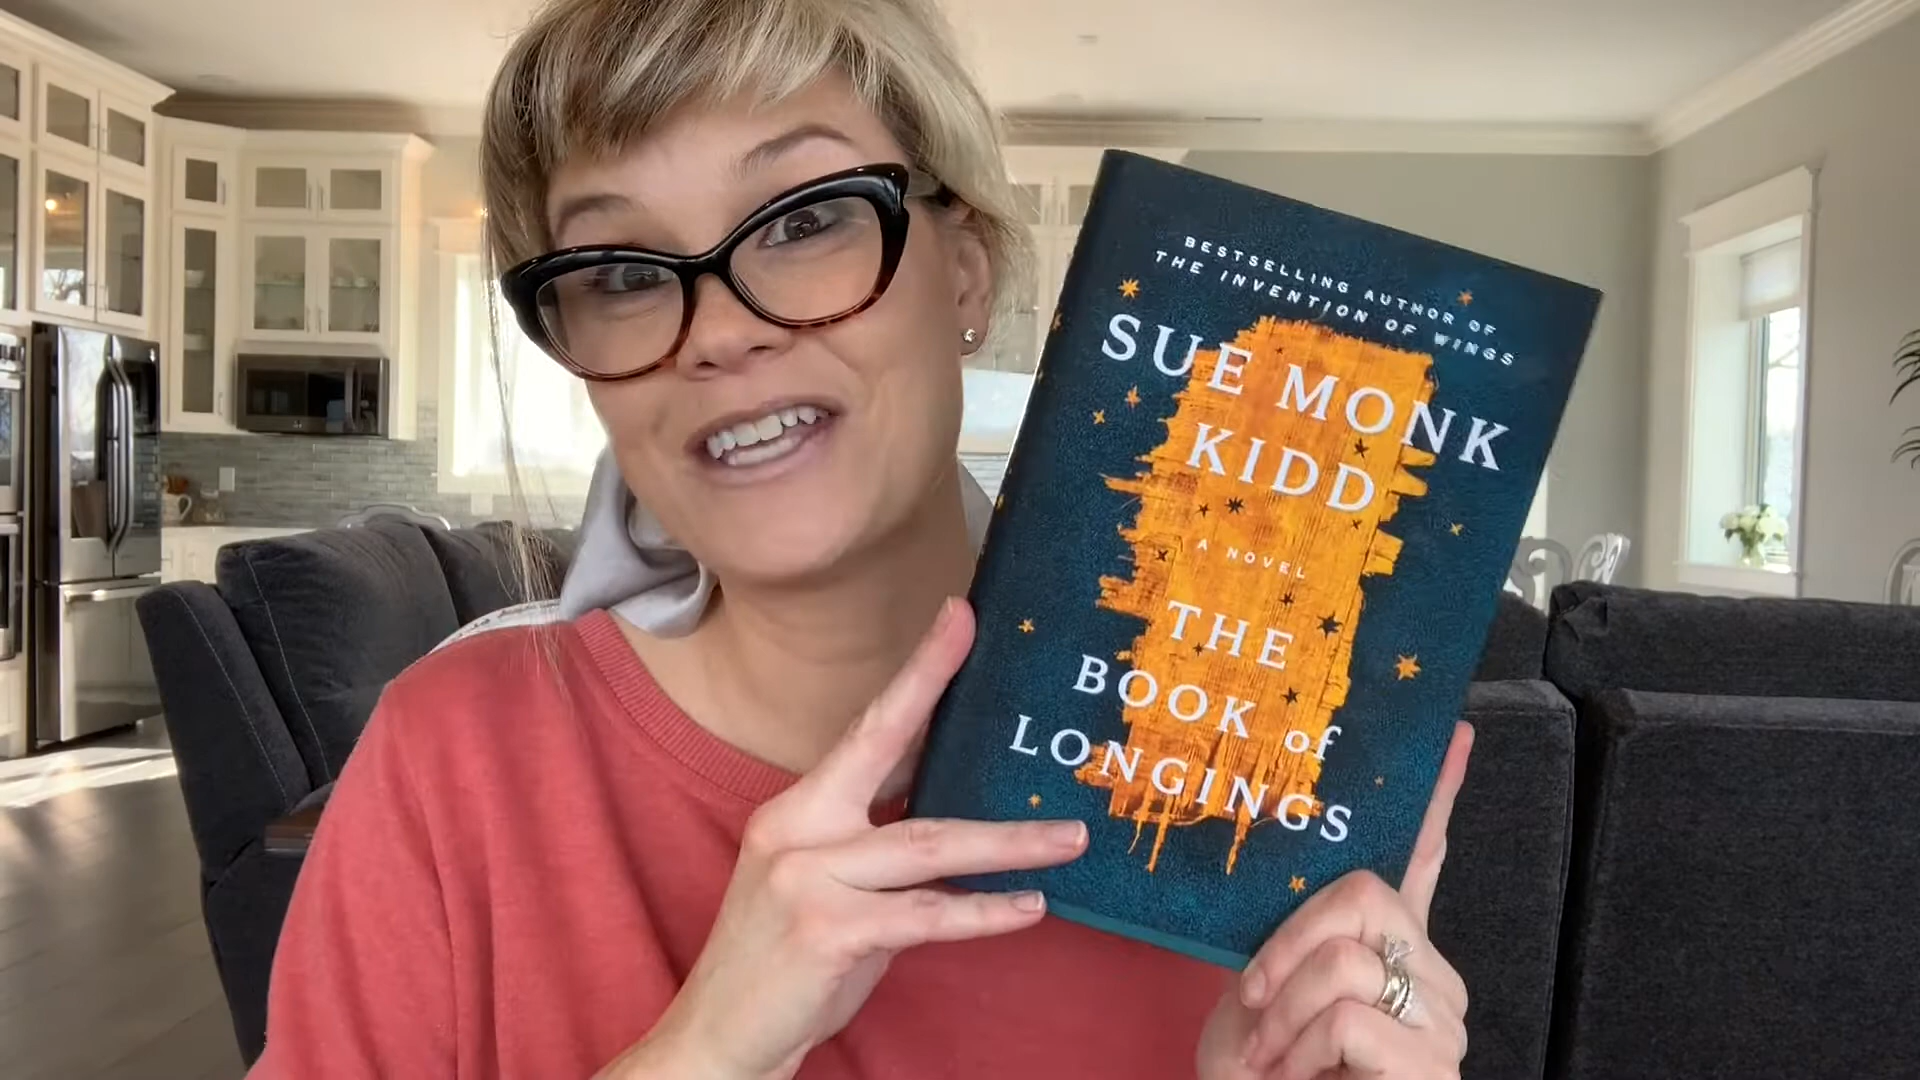 BESTSELLING AUTHOR OF
THE INVENTION OF WINGS
SUE MONK
KIDD
A NOVEL
THE
BOOK of
LONGINGS